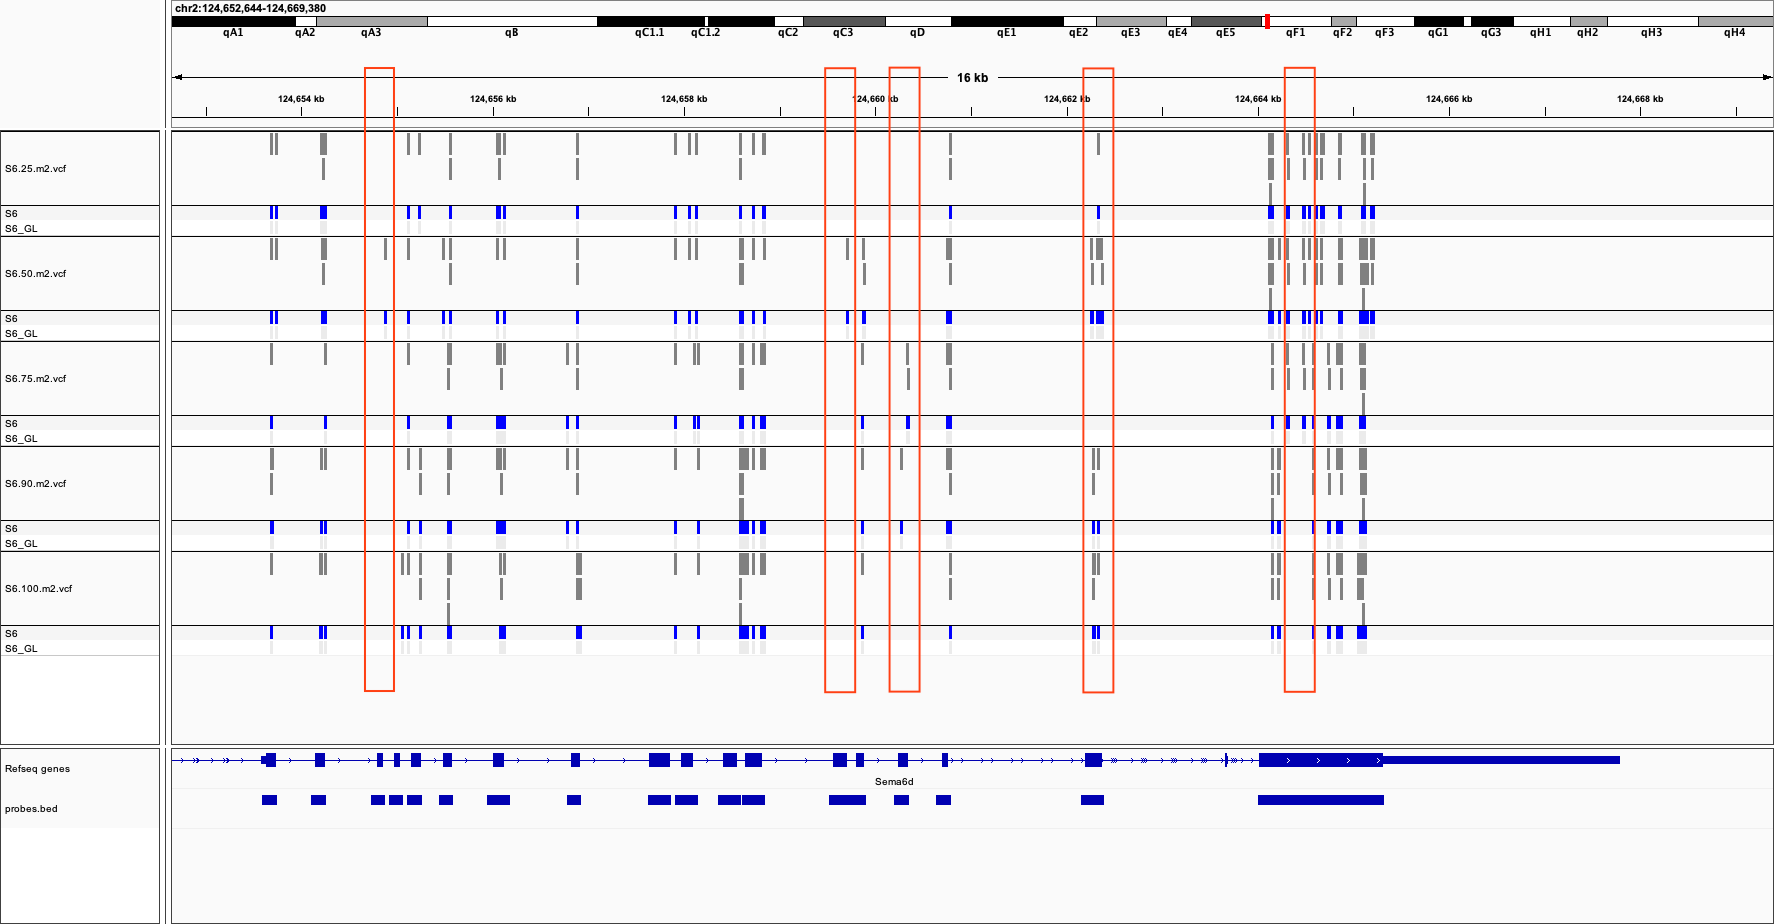 chr2:124,652,644-124,669,380
qA1 qA2 qA3 qB qC1.1 qC1.2 qC2 qC3 qD qE1 qE2 qE3 qE4 qE5 qF1 qF2 qF3 qG1 qG3 qH1 qH2 qH3 qH4
16 kb
124,654 kb 124,656 kb 124,658 kb 124,660 kb 124,662 kb 124,664 kb 124,666 kb 124,668 kb
S6.25.m2.vcf
S6
S6_GL
S6.50.m2.vcf
S6
S6_GL
S6.75.m2.vcf
S6
S6_GL
S6.90.m2.vcf
S6
S6_GL
S6.100.m2.vcf
S6
S6_GL
Refseq genes
Sema6d
probes.bed